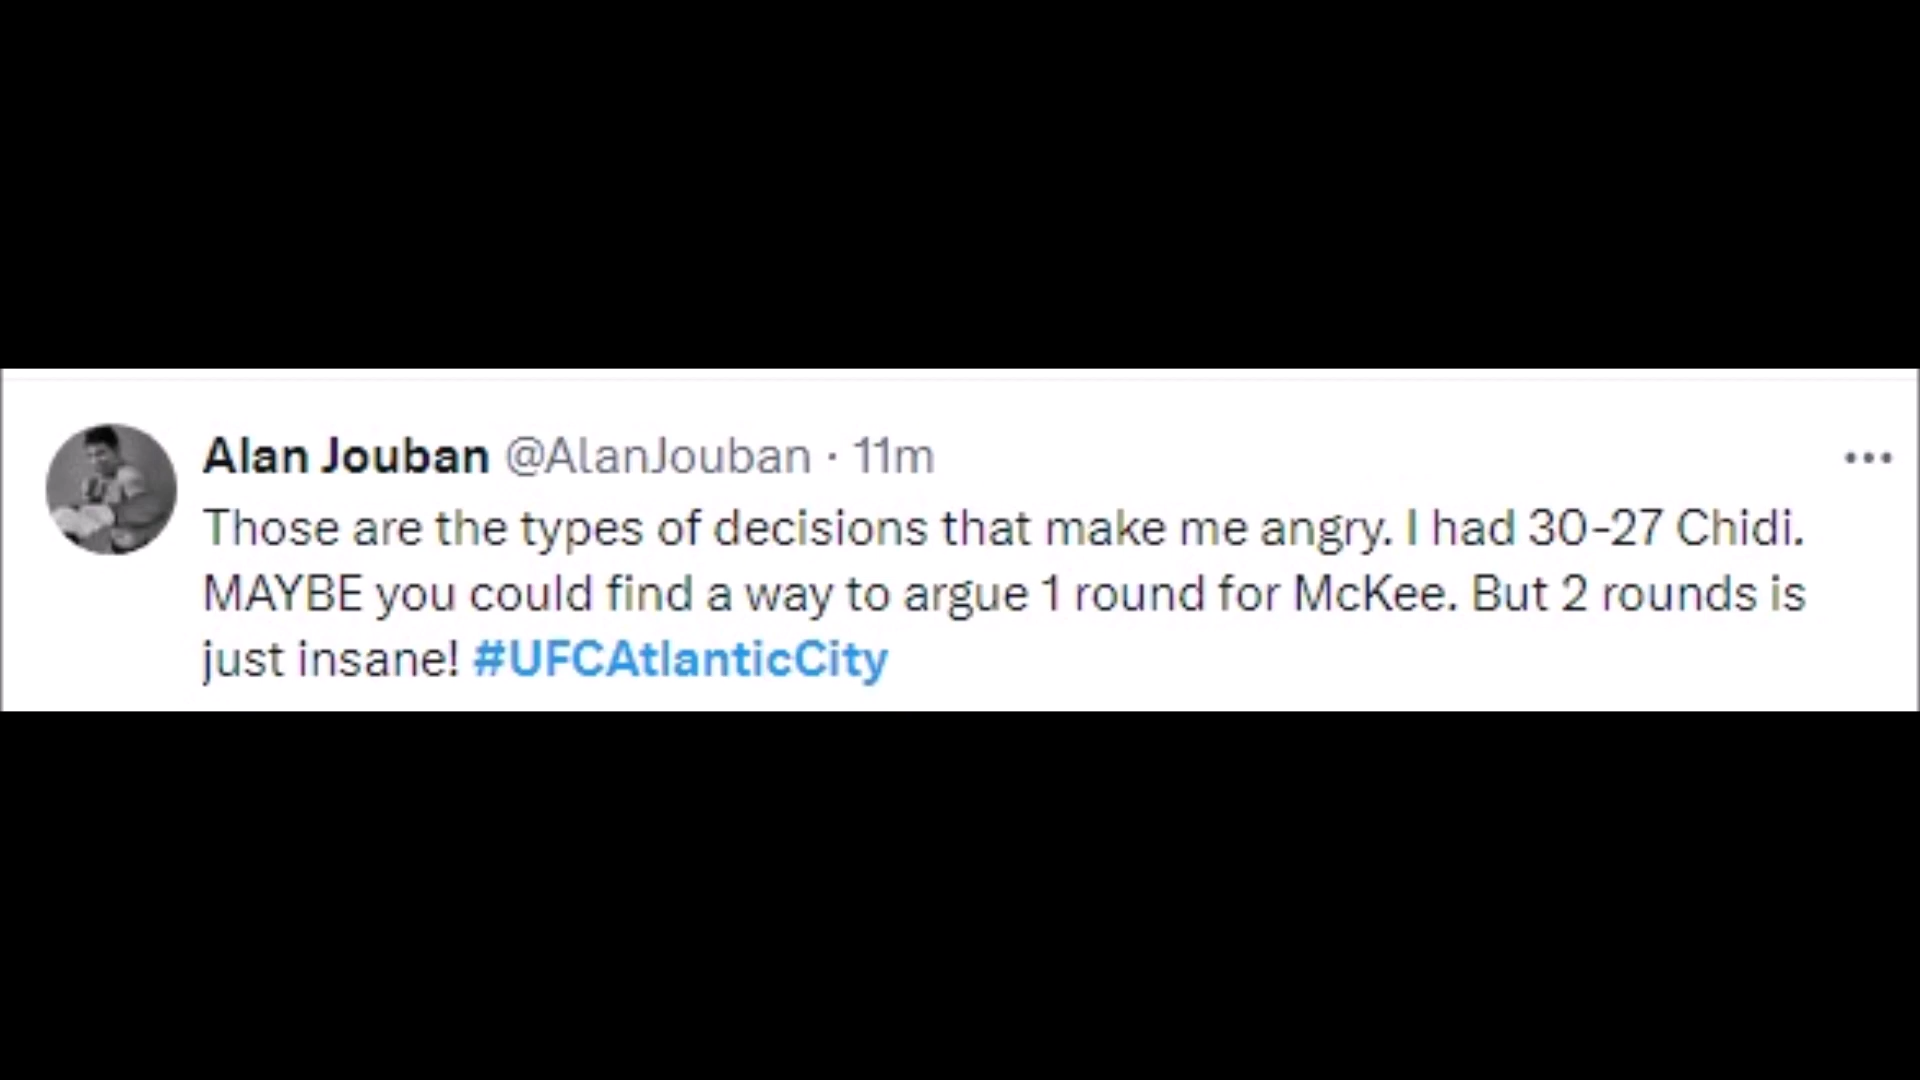 Alan Jouban @AlanJouban · 11m
Those are the types of decisions that make me angry. I had 30-27 Chidi.
MAYBE you could find a way to argue 1 round for McKee. But 2 rounds is
just insane! #UFCAtlanticCity